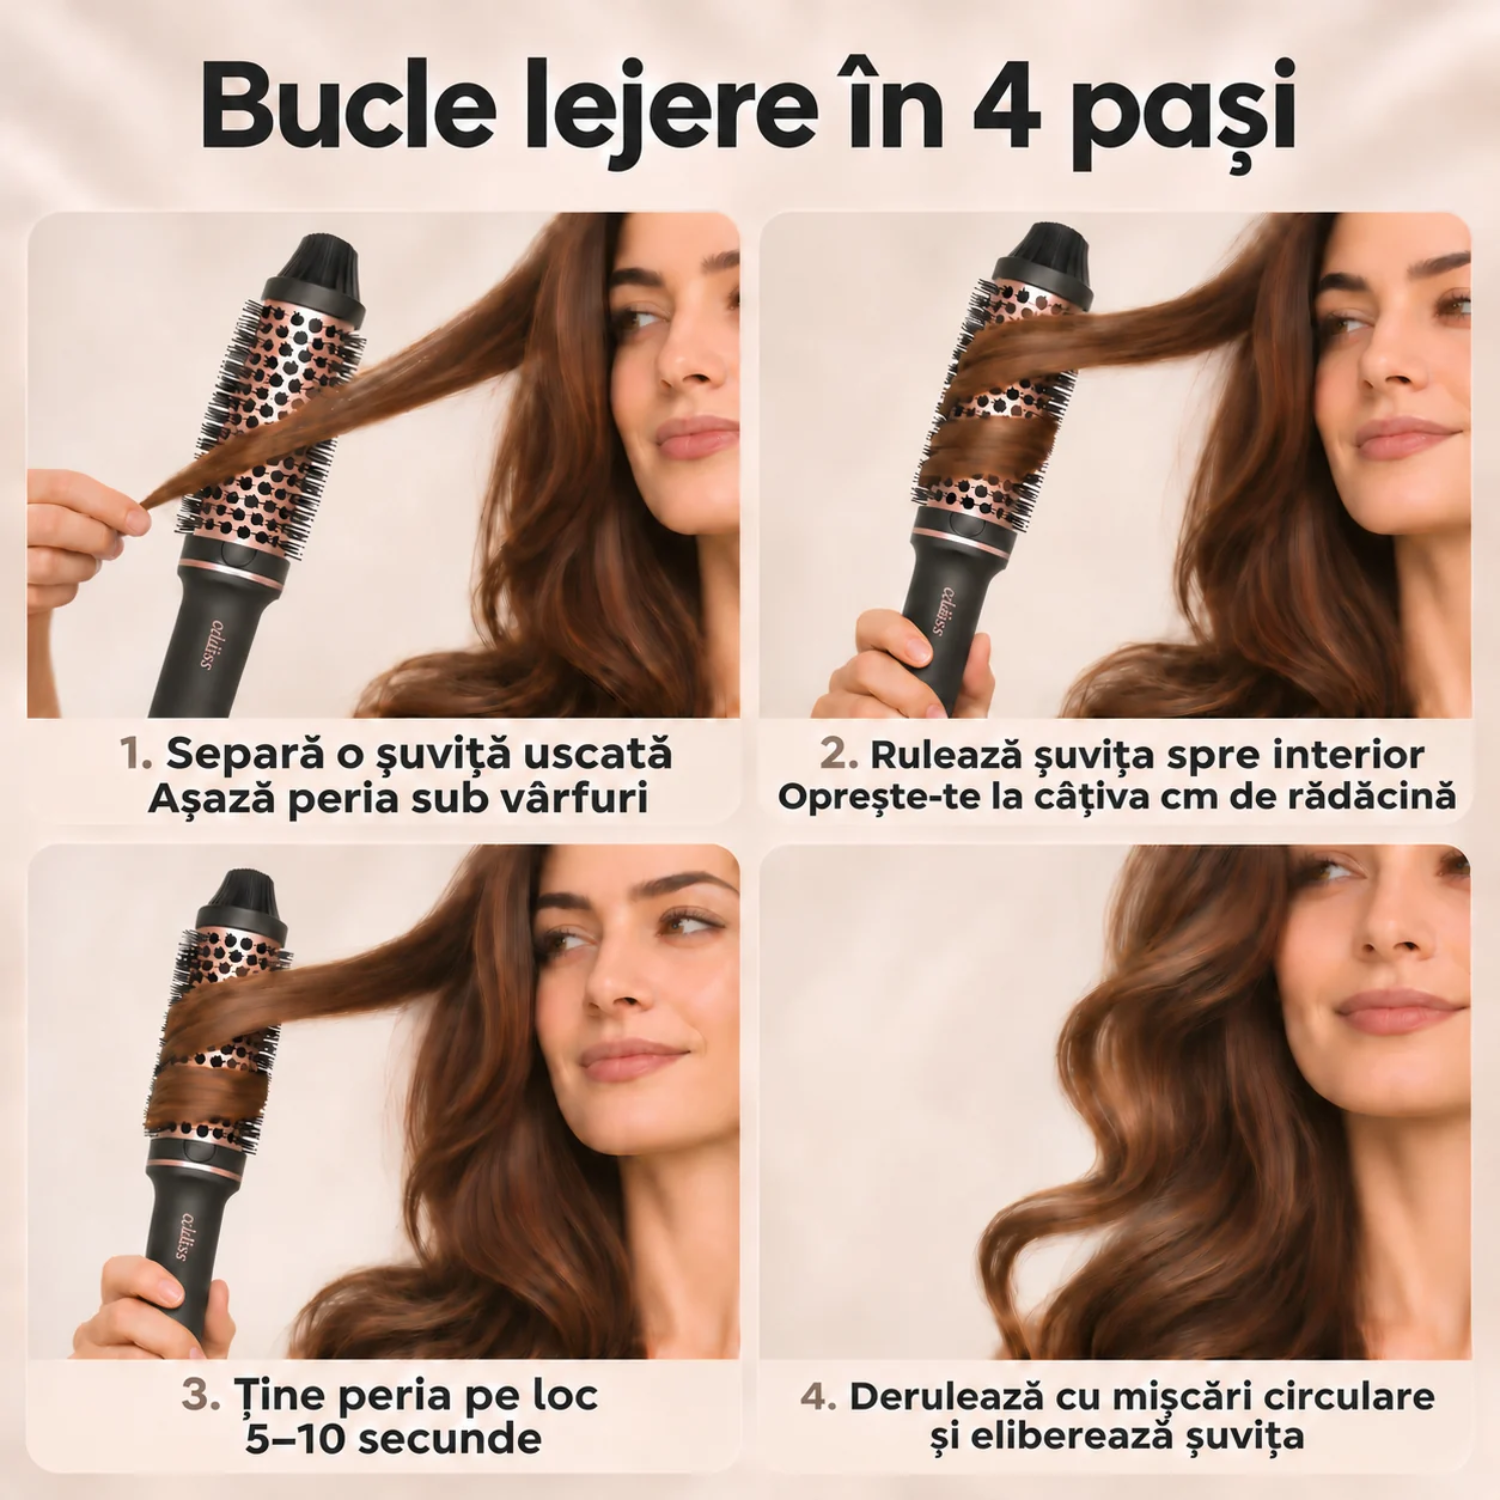 Bucle lejere în 4 pași
1. Separă o șuviță uscată
Așază peria sub vârfuri
2. Rulează șuvița spre interior
Oprește-te la câțiva cm de rădăcină
3. Ține peria pe loc
5–10 secunde
4. Derulează cu mișcări circulare
și eliberează șuvița